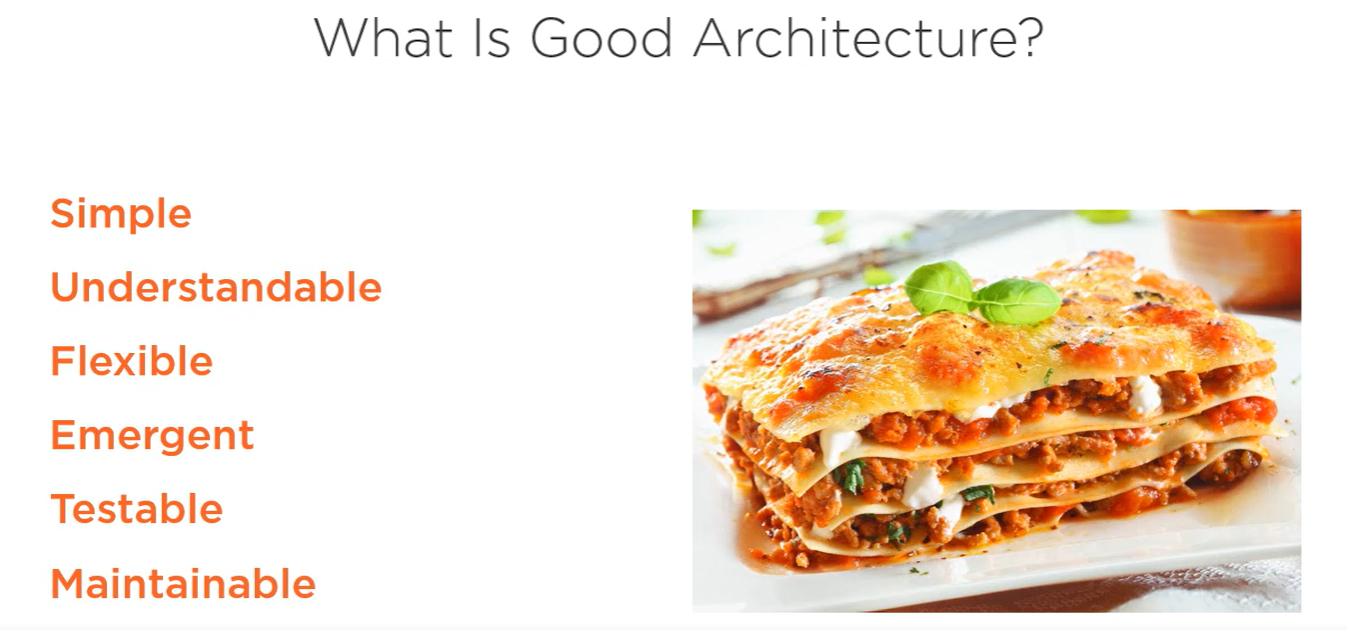 What Is Good Architecture?
Simple
Understandable
Flexible
Emergent
Testable
Maintainable